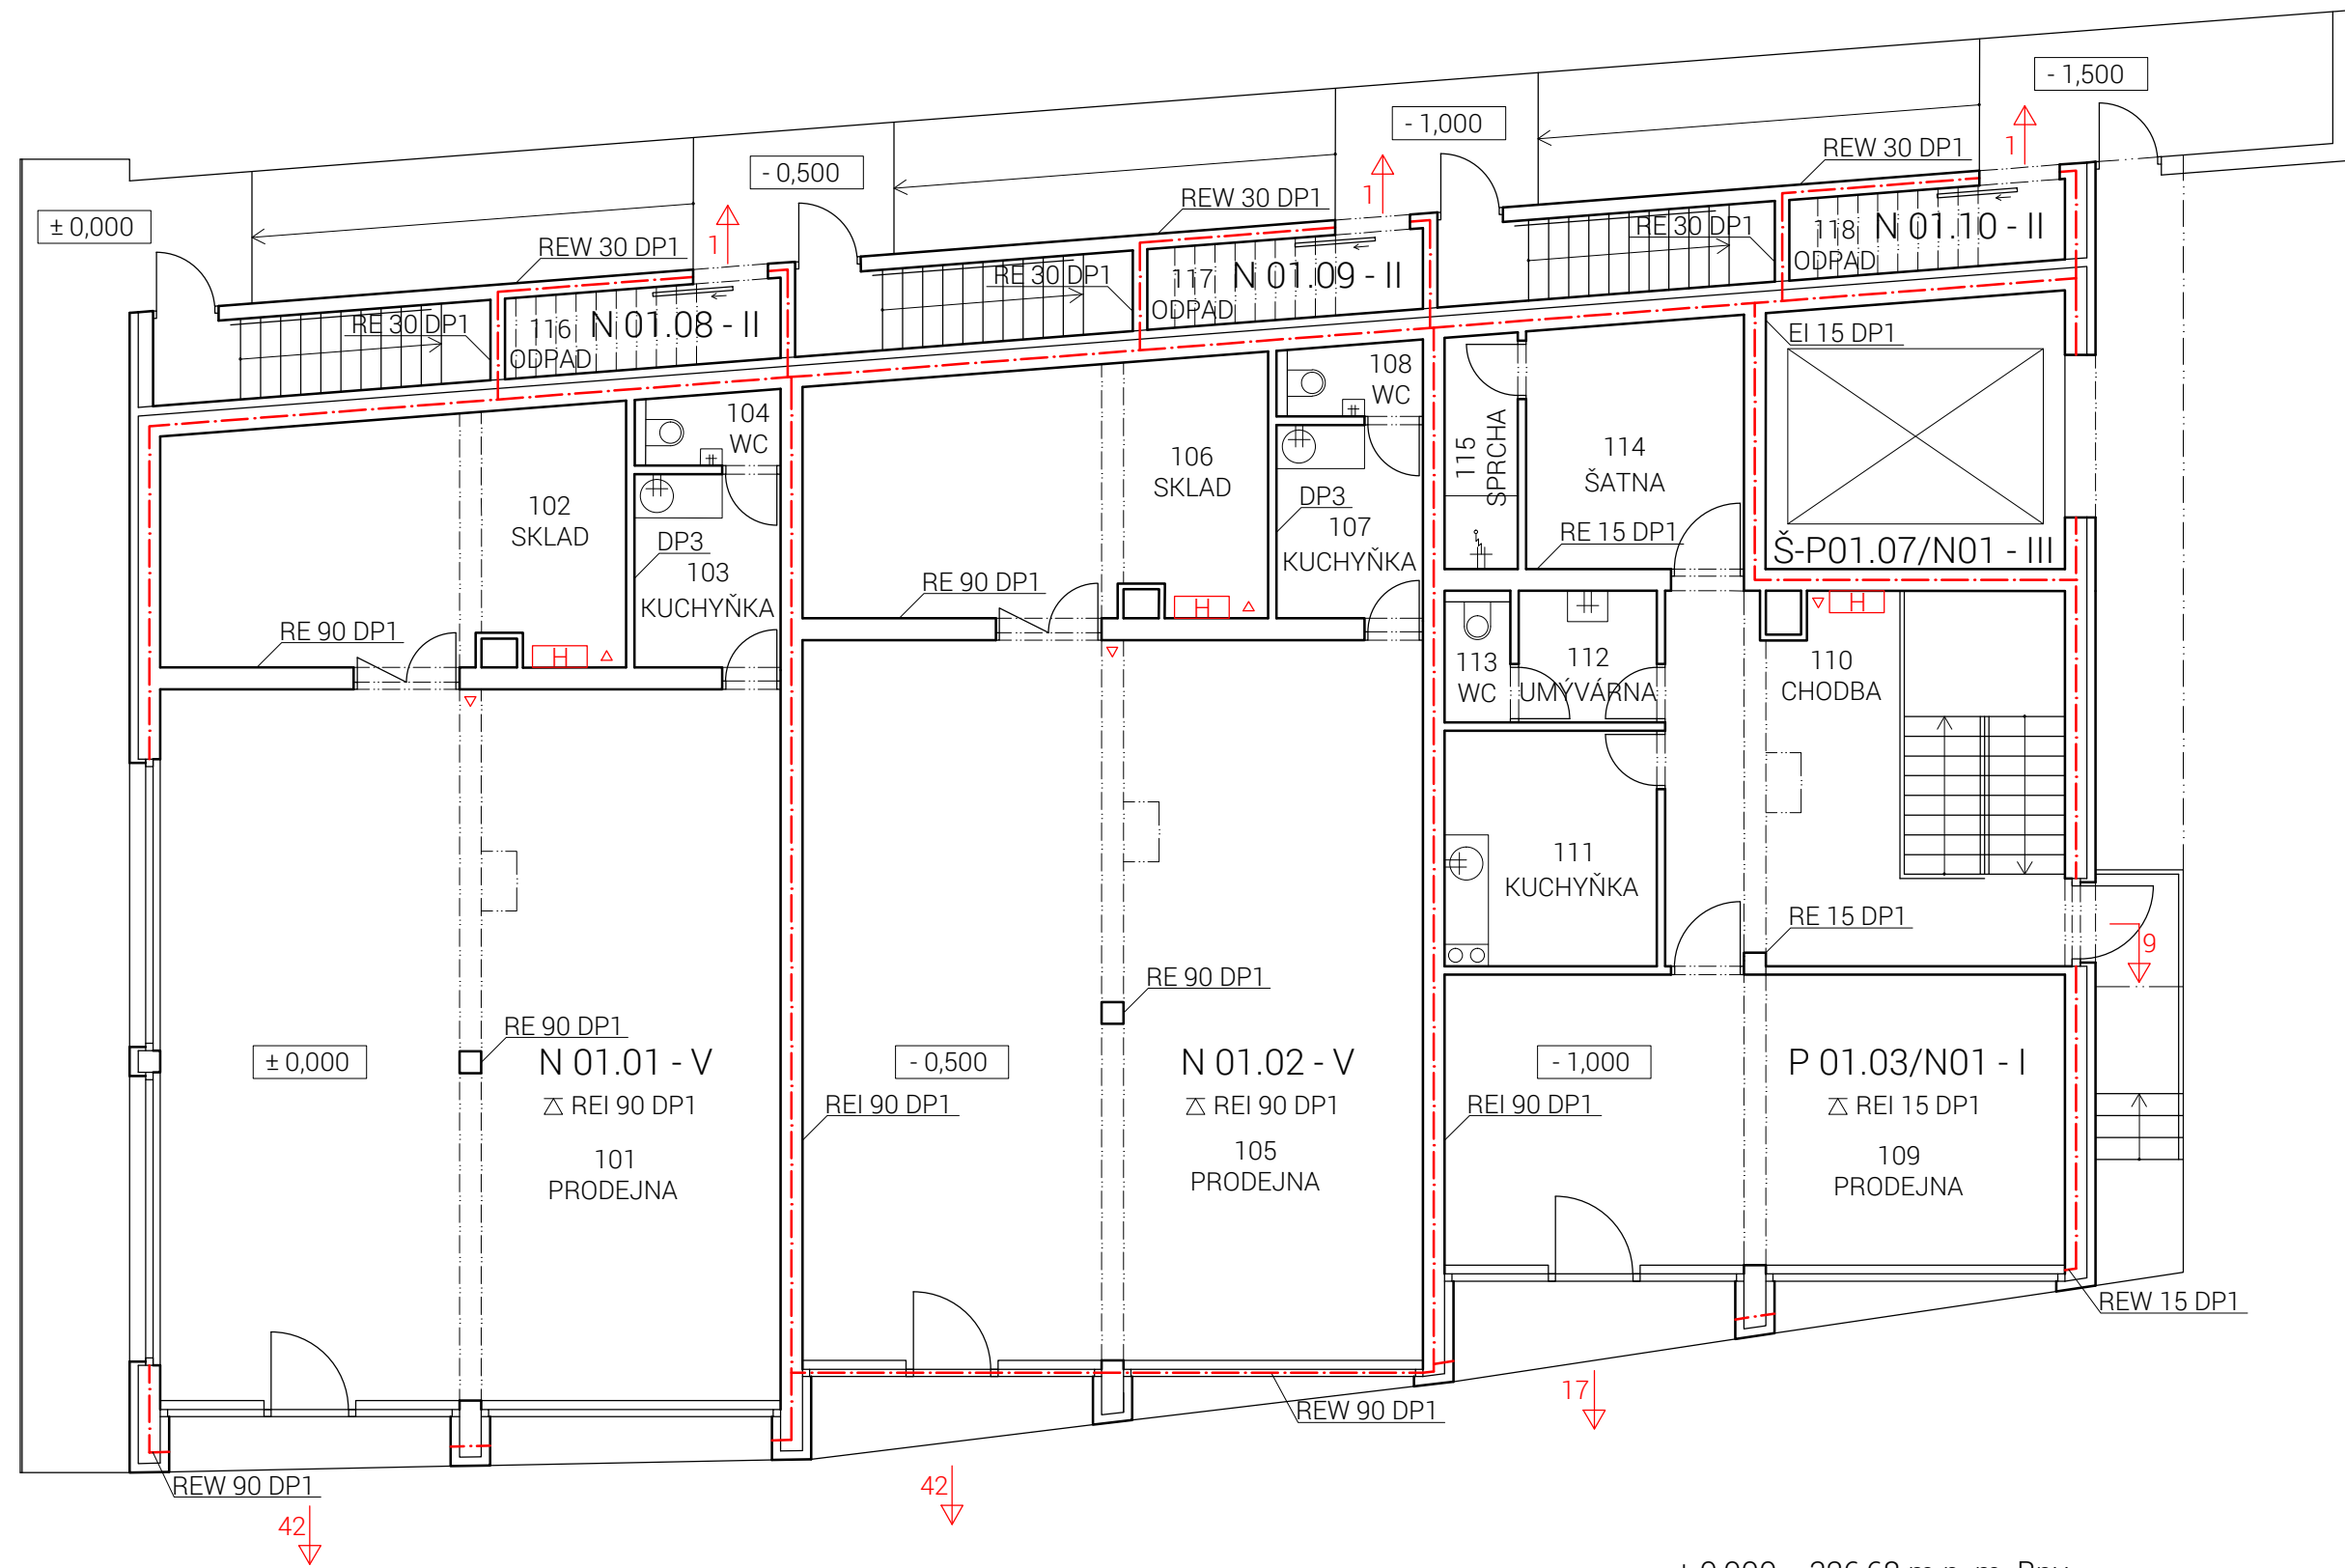 - 1,500
- 1,000
1
REW 30 DP1
- 0,500
1
REW 30 DP1
± 0,000
1
REW 30 DP1
RE 30 DP1
118
ODPAD
N 01.10 - II
RE 30 DP1
117
ODPAD
N 01.09 - II
RE 30 DP1
116
ODPAD
N 01.08 - II
EI 15 DP1
104
WC
108
WC
102
SKLAD
106
SKLAD
115
SPRCHA
114
ŠATNA
DP3
103
KUCHYŇKA
DP3
107
KUCHYŇKA
RE 15 DP1
Š-P01.07/N01 - III
RE 90 DP1
H
RE 90 DP1
H
H
113
WC
112
UMÝVÁRNA
110
CHODBA
111
KUCHYŇKA
RE 15 DP1
9
RE 90 DP1
RE 90 DP1
± 0,000
N 01.01 - V
REI 90 DP1
101
PRODEJNA
- 0,500
N 01.02 - V
REI 90 DP1
REI 90 DP1
105
PRODEJNA
- 1,000
P 01.03/N01 - I
REI 90 DP1
REI 15 DP1
109
PRODEJNA
REW 15 DP1
17
REW 90 DP1
REW 90 DP1
42
42